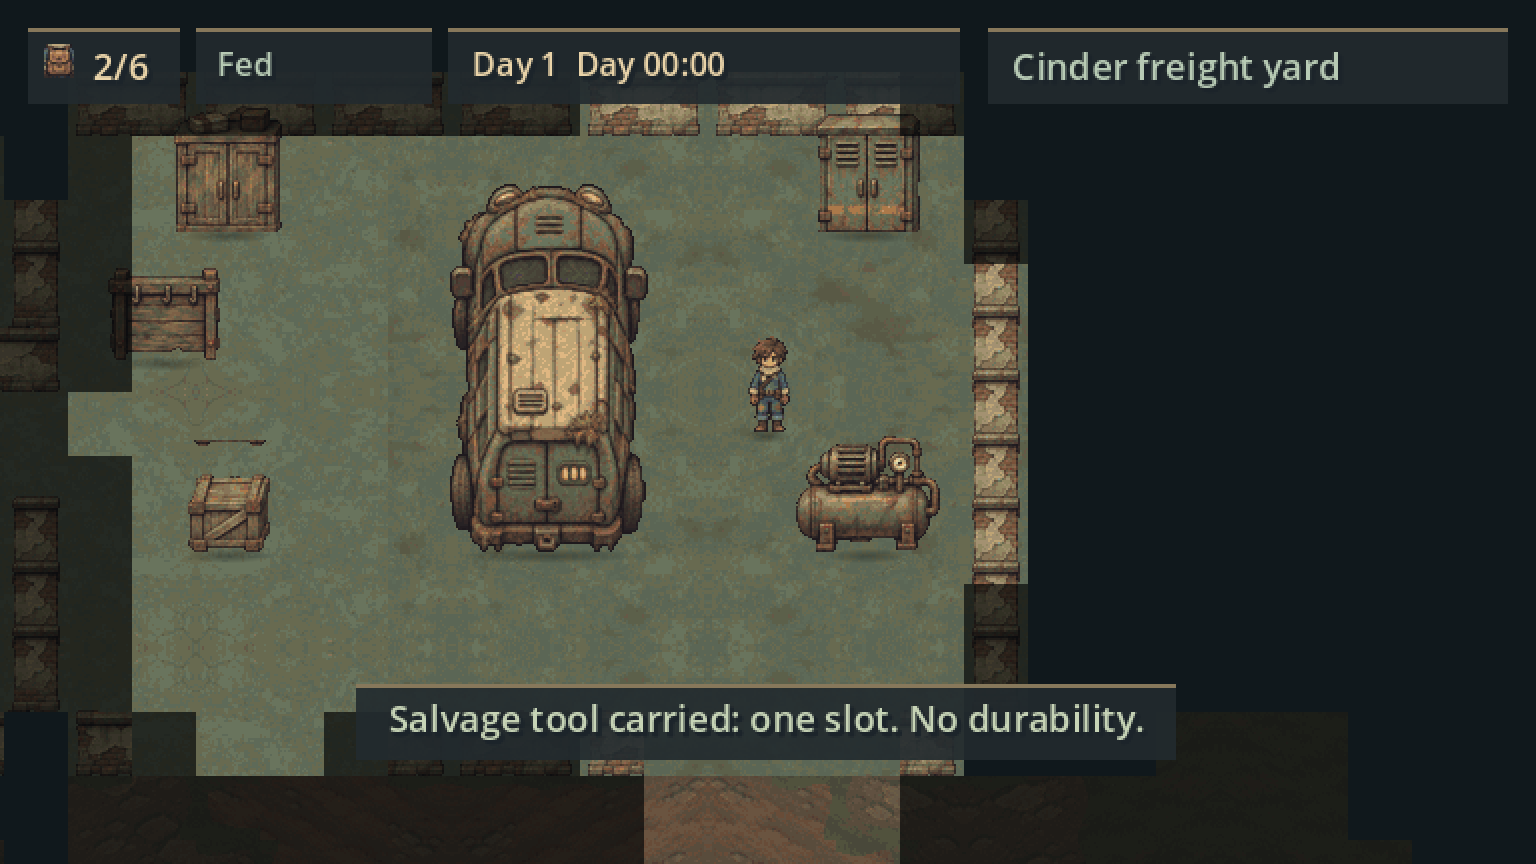 2/6
Fed
Day 1 Day 00:00
Cinder freight yard
Salvage tool carried: one slot. No durability.